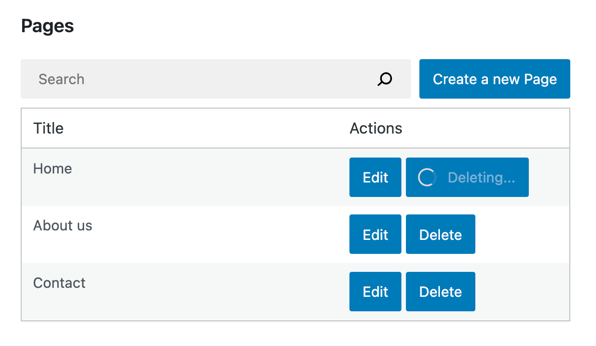 Pages
Search
Create a new Page
Title Actions
Home Edit Deleting...
About us Edit Delete
Contact Edit Delete